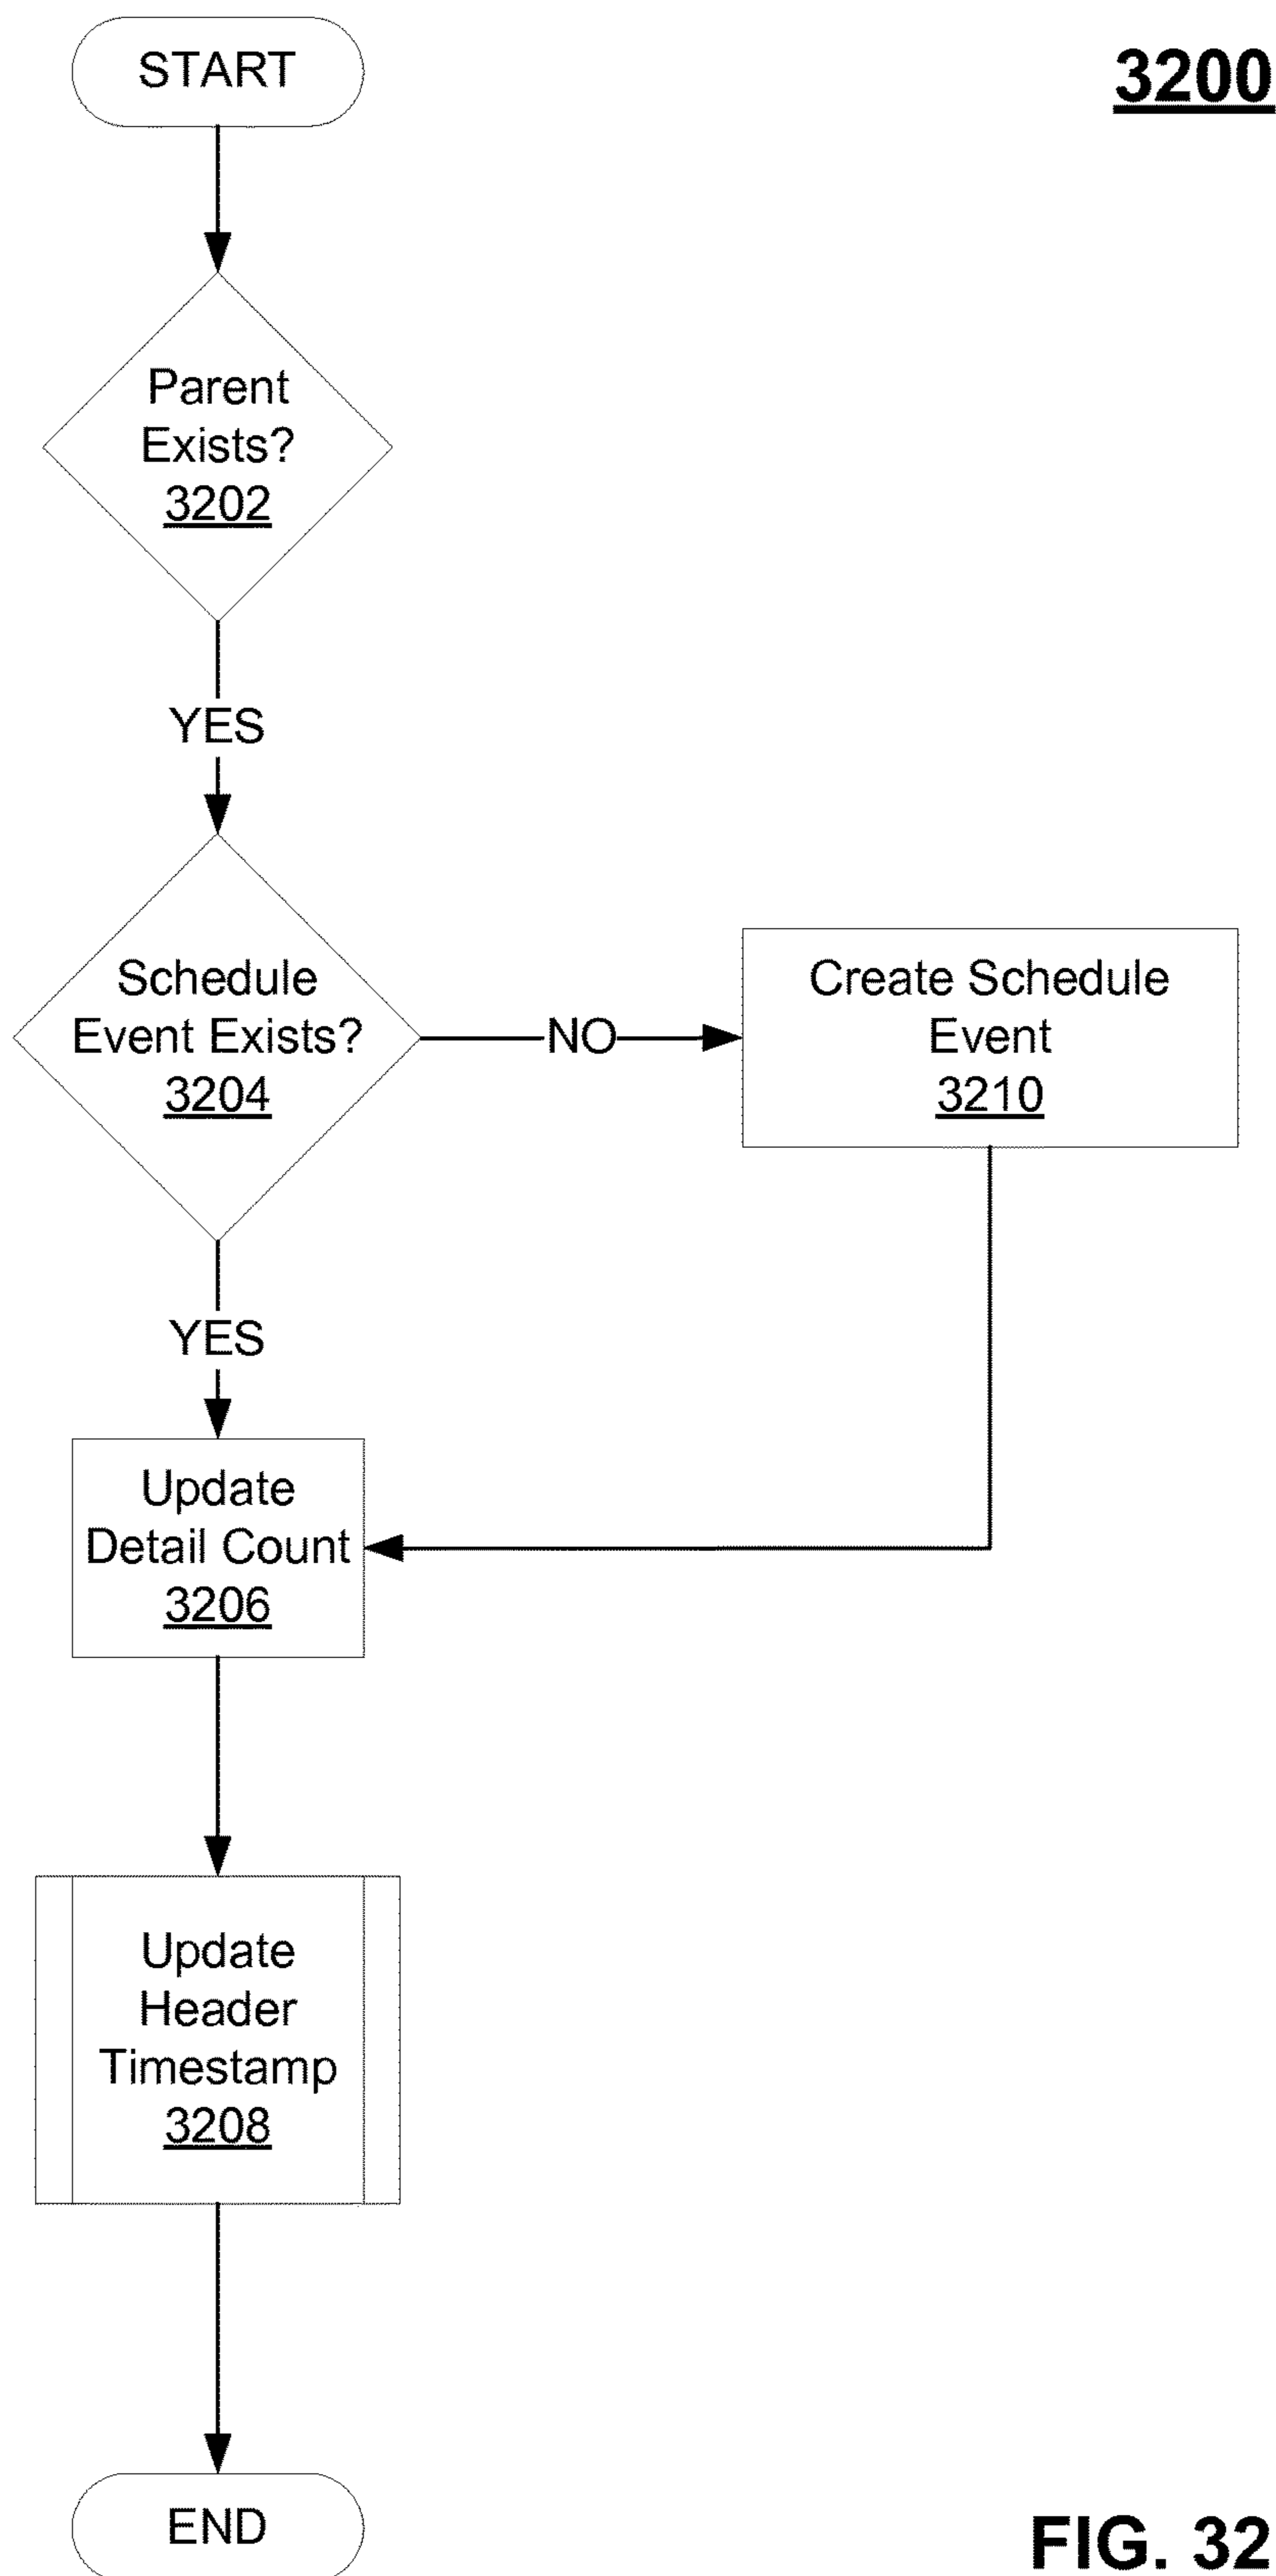 START
3200
Parent
Exists?
3202
YES
Schedule
Event Exists?
3204
NO
Create Schedule
Event
3210
YES
Update
Detail Count
3206
Update
Header
Timestamp
3208
END
FIG. 32